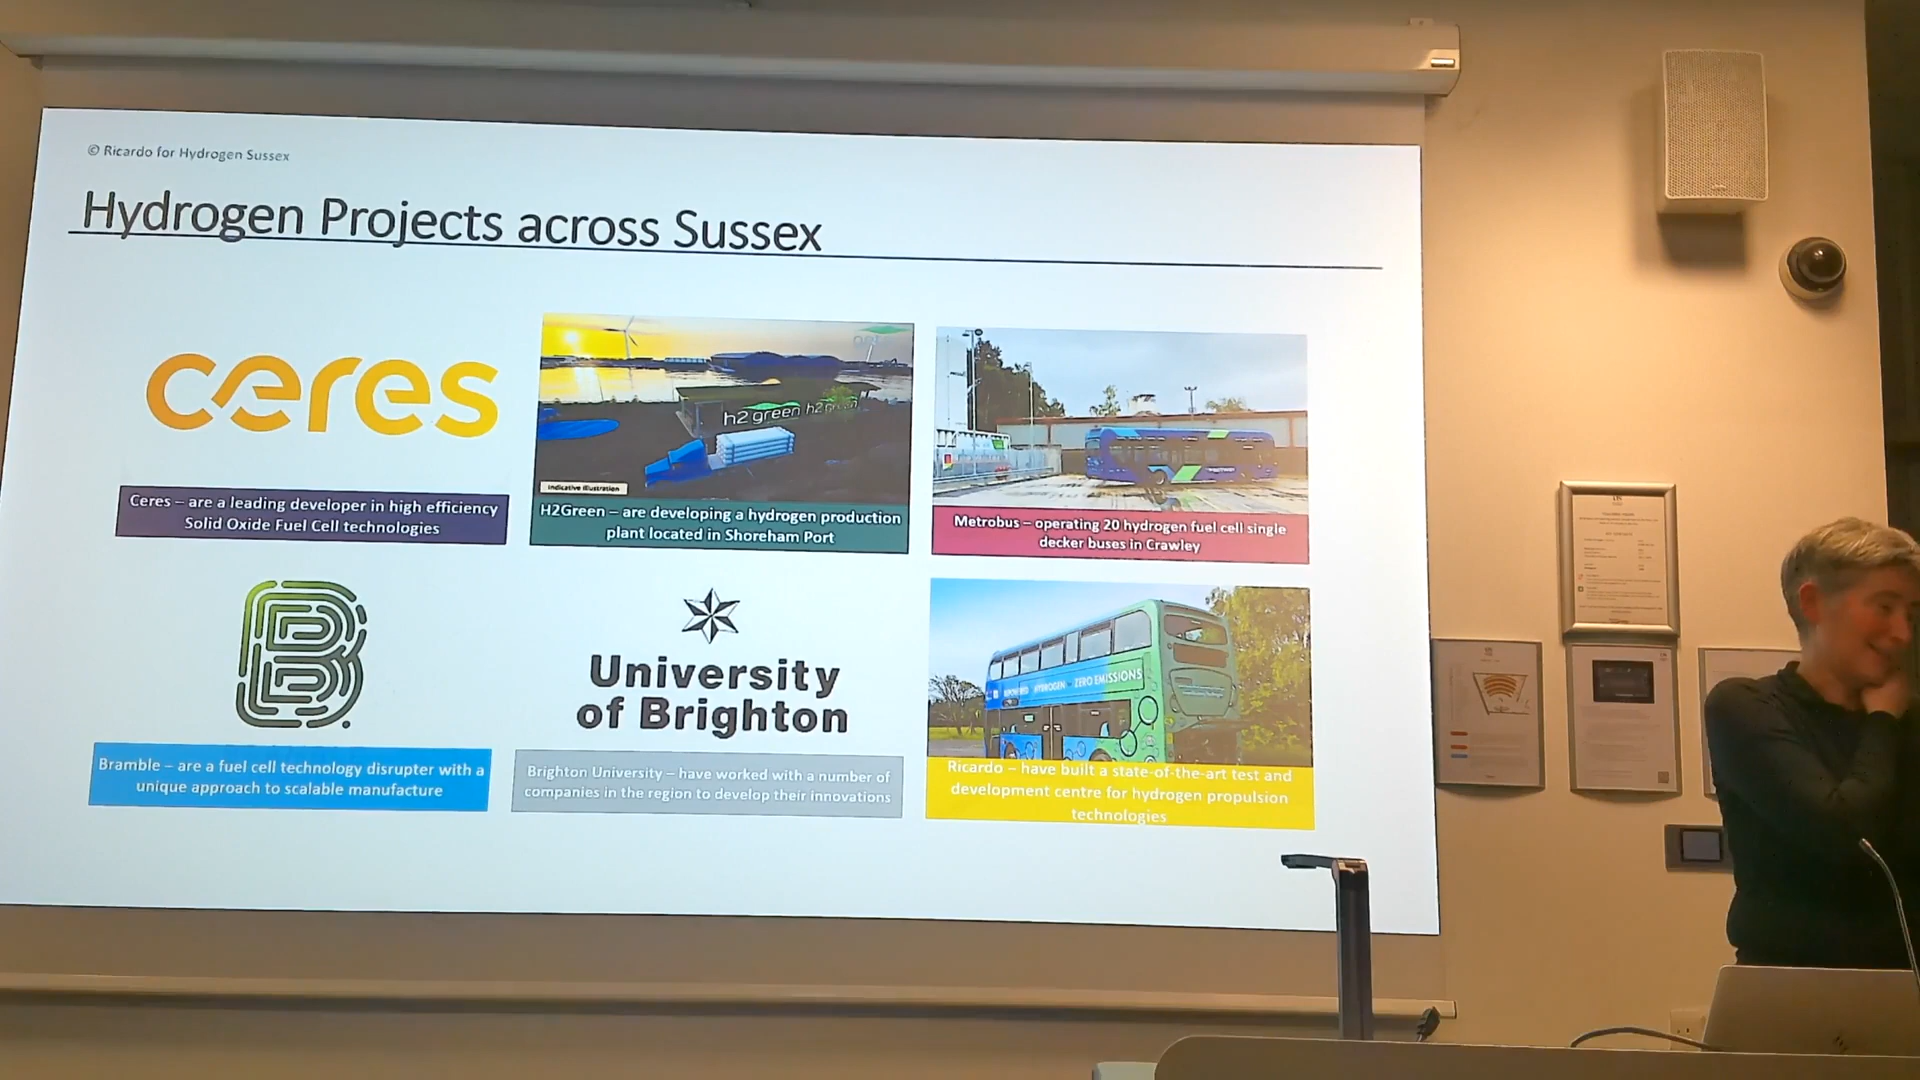 © Ricardo for Hydrogen Sussex
Hydrogen Projects across Sussex
ceres
Ceres – are a leading developer in high efficiency
Solid Oxide Fuel Cell technologies
h2 green h2 green
Indicative illustration
H2Green – are developing a hydrogen production
plant located in Shoreham Port
Metrobus – operating 20 hydrogen fuel cell single
decker buses in Crawley
B
Bramble – are a fuel cell technology disrupter with a
unique approach to scalable manufacture
University
of Brighton
Brighton University – have worked with a number of
companies in the region to develop their innovations
HYDROGEN ZERO EMISSIONS
Ricardo – have built a state-of-the-art test and
development centre for hydrogen propulsion
technologies